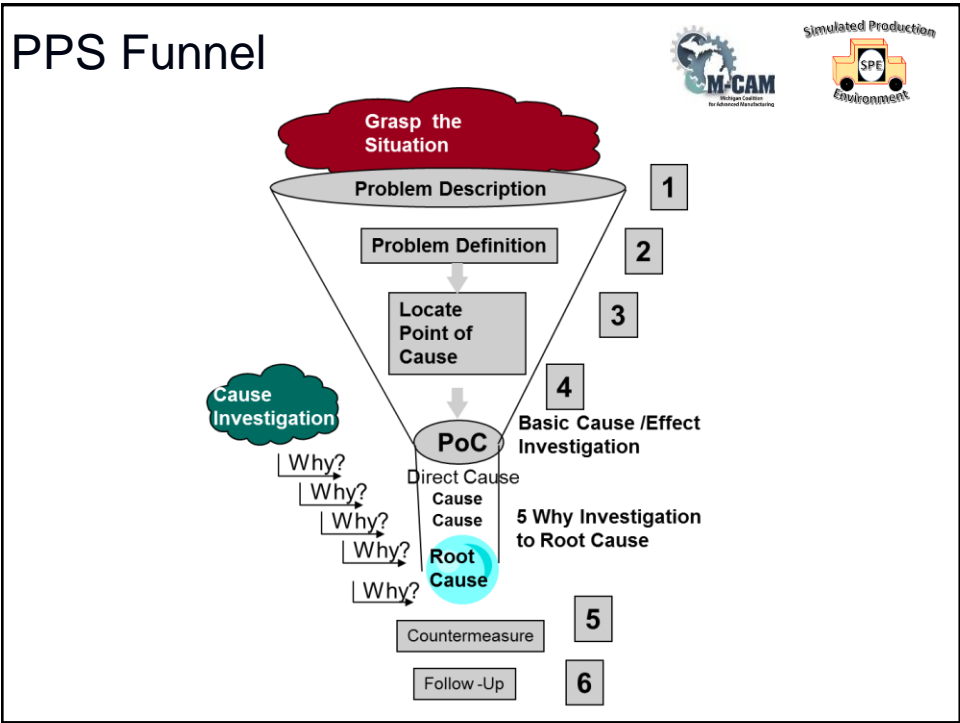 PPS Funnel
M-CAM
Michigan Coalition
for Advanced Manufacturing
Simulated Production
SPE
Environment
Grasp the
Situation
Problem Description
1
Problem Definition
2
Locate
Point of
Cause
3
4
Cause
Investigation
PoC
Basic Cause /Effect
Investigation
Why?
Direct Cause
Why?
Cause
Why?
Cause
5 Why Investigation
to Root Cause
Why?
Root
Cause
Why?
5
Countermeasure
Follow -Up
6